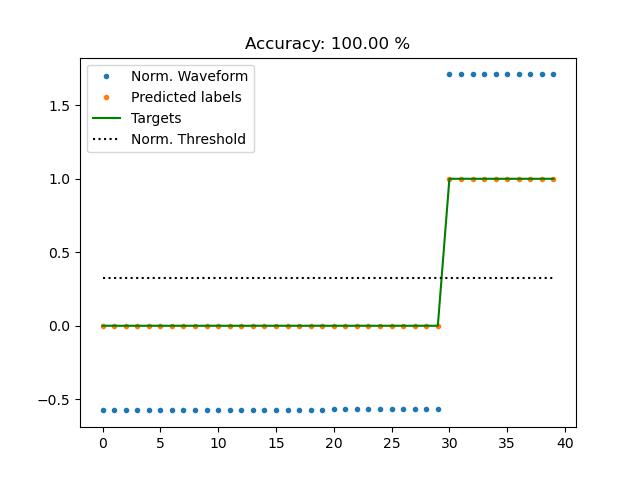 Accuracy: 100.00 %
Norm. Waveform
Predicted labels
Targets
Norm. Threshold
1.5
1.0
0.5
0.0
−0.5
0 5 10 15 20 25 30 35 40